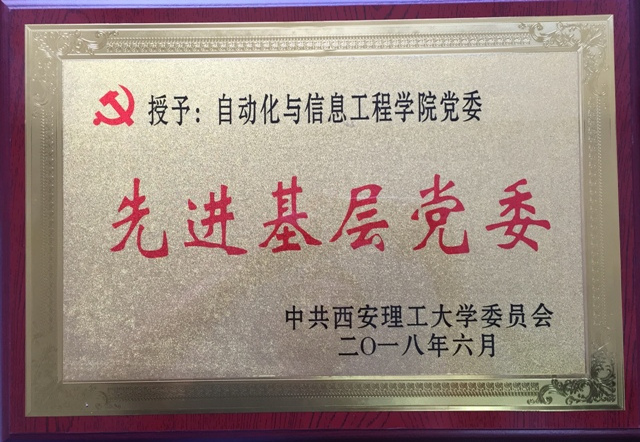 授予：自动化与信息工程学院党委
先进基层党委
中共西安理工大学委员会
二〇一八年六月